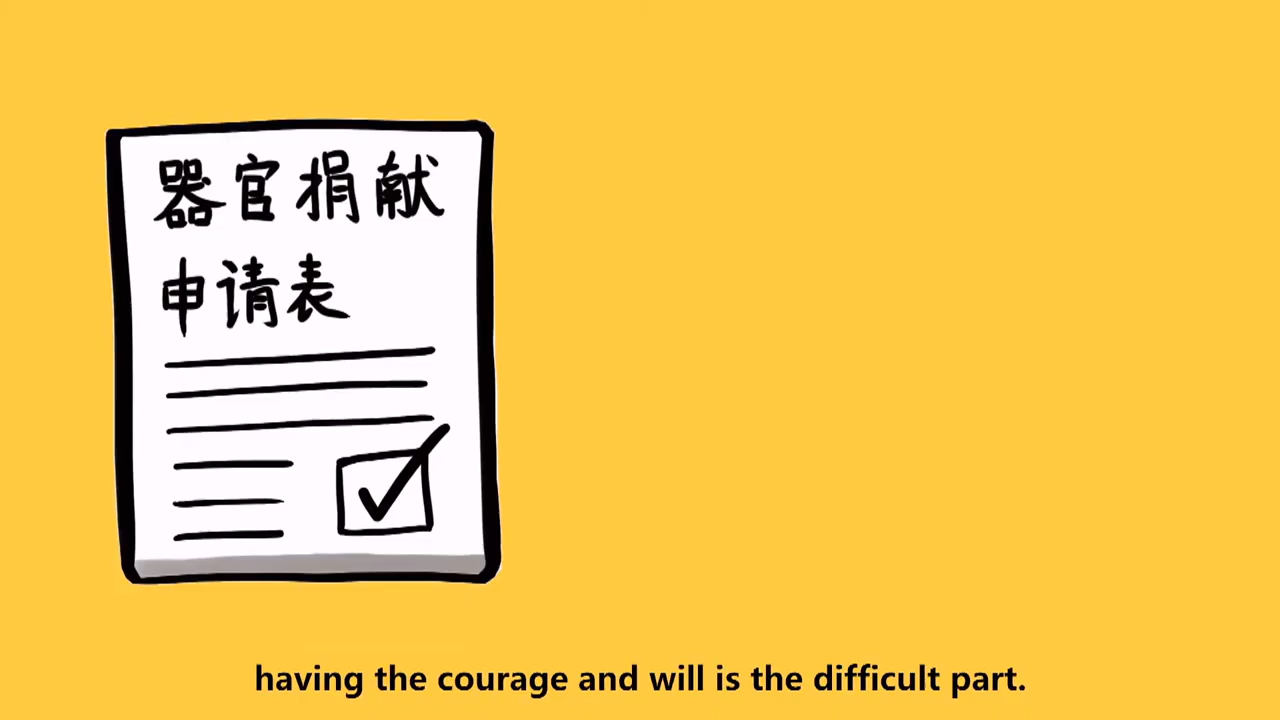 器官捐献
申请表
having the courage and will is the difficult part.